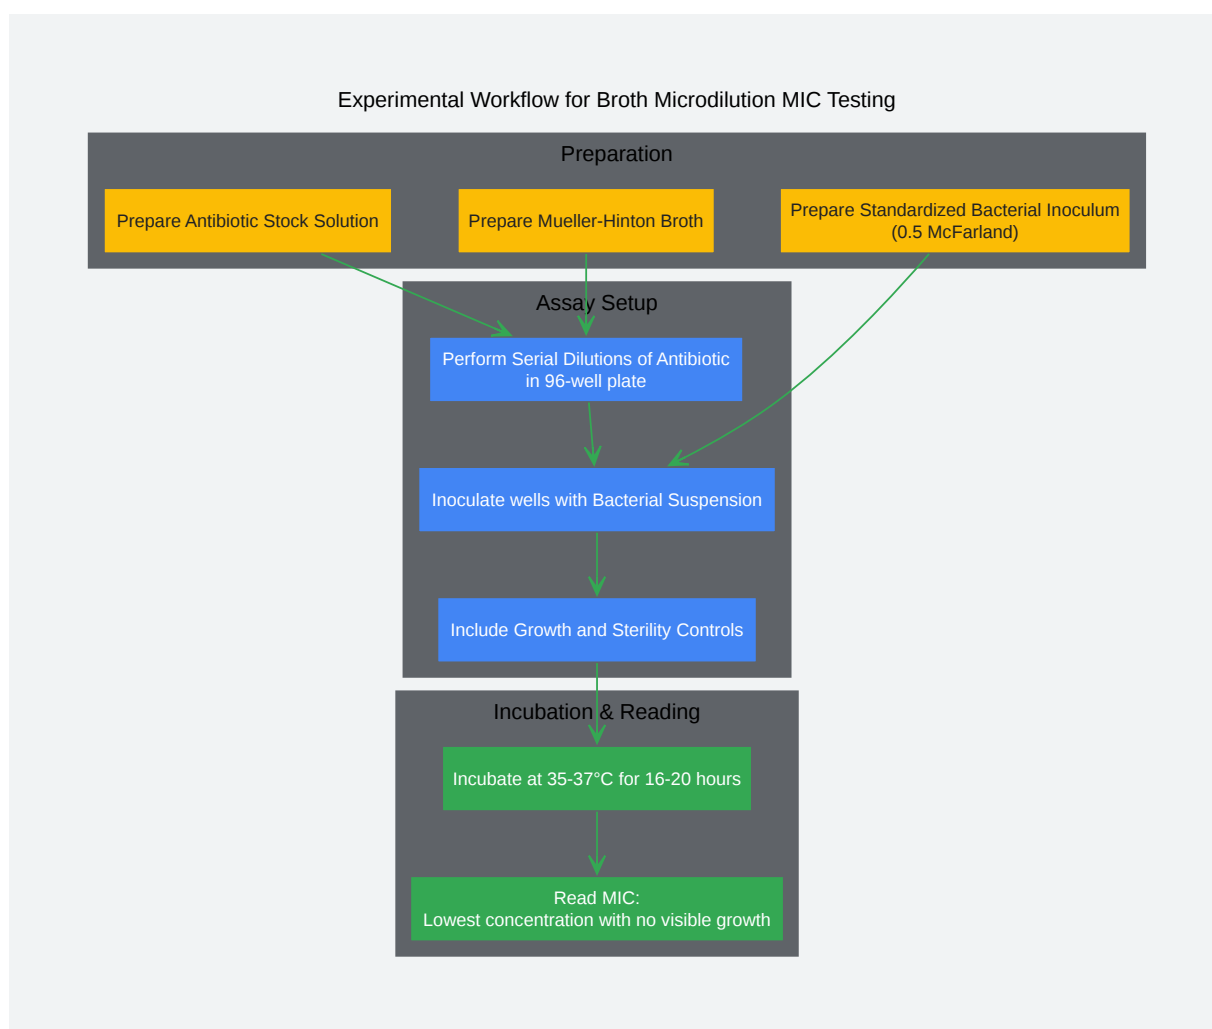 Experimental Workflow for Broth Microdilution MIC Testing
Preparation
Prepare Antibiotic Stock Solution
Prepare Mueller-Hinton Broth
Prepare Standardized Bacterial Inoculum
(0.5 McFarland)
Assay Setup
Perform Serial Dilutions of Antibiotic
in 96-well plate
Inoculate wells with Bacterial Suspension
Include Growth and Sterility Controls
Incubation & Reading
Incubate at 35-37°C for 16-20 hours
Read MIC:
Lowest concentration with no visible growth